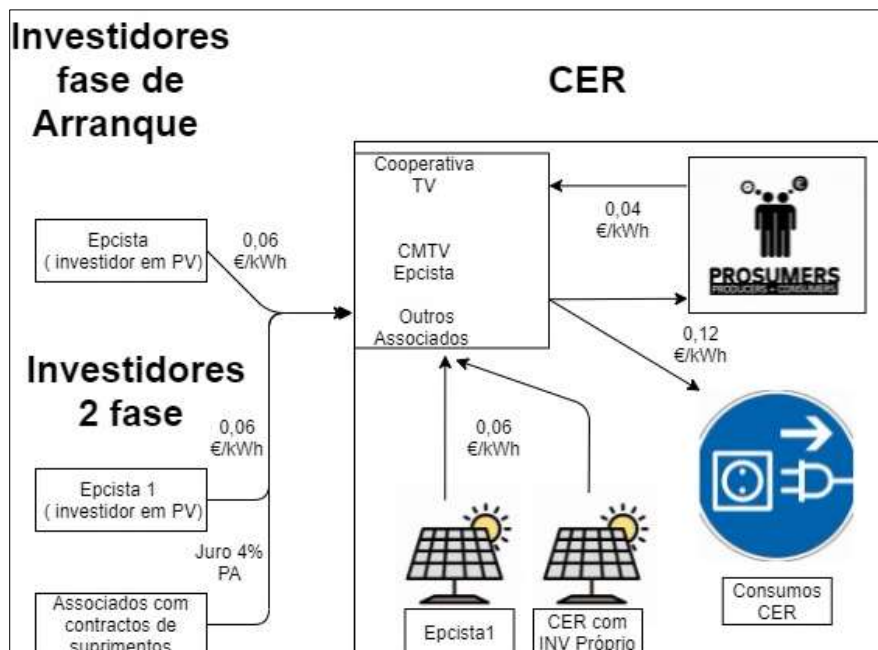 Investidores
fase de
Arranque
CER
Cooperativa
TV
CMTV
Epcista
Outros
Associados
0,04
€/kWh
PROSUMERS
PRODUCERS + CONSUMERS
Epcista
( investidor em PV)
0,06
€/kWh
0,12
€/kWh
Investidores
2 fase
0,06
€/kWh
Epcista 1
( investidor em PV)
Juro 4%
PA
Associados com
contractos de
suprimentos
0,06
€/kWh
Epcista1
CER com
INV Próprio
Consumos
CER